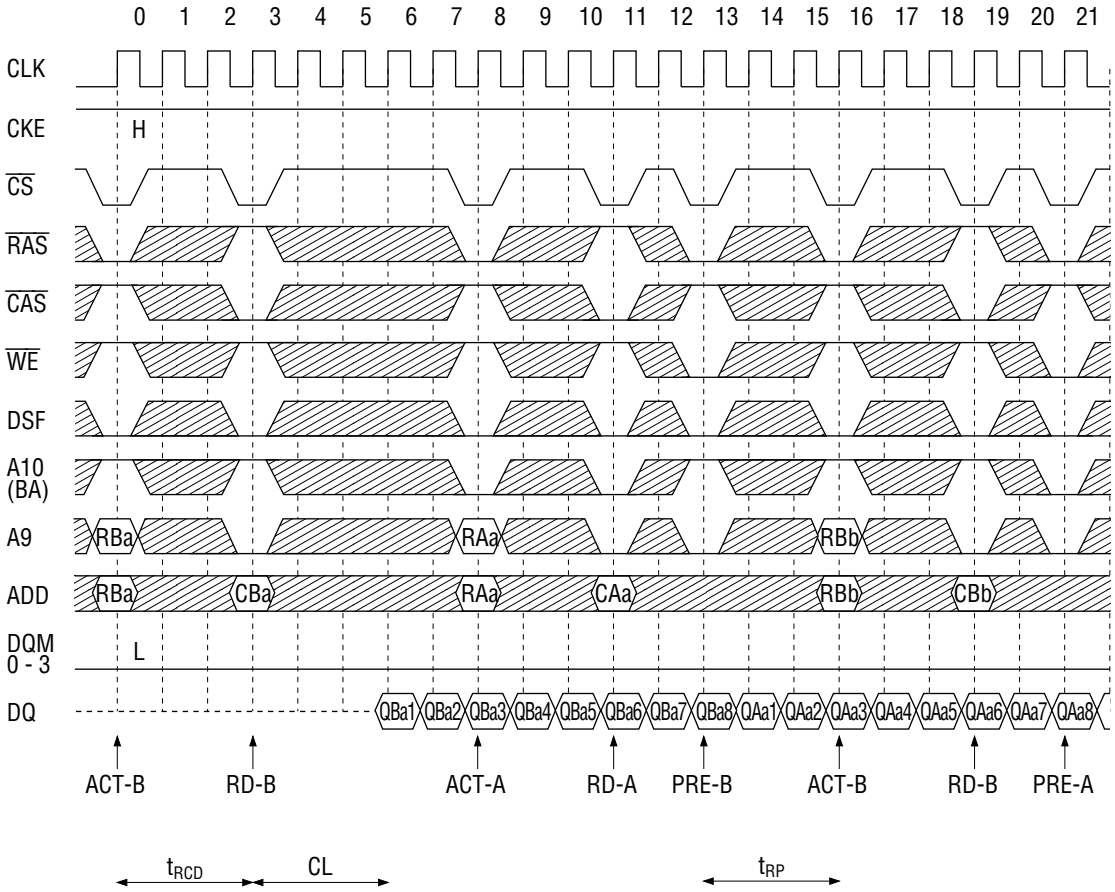 0 1 2 3 4 5 6 7 8 9 10 11 12 13 14 15 16 17 18 19 20 21
CLK
CKE H
CS
RAS
CAS
WE
DSF
A10
(BA)
A9 RBa RAa RBb
ADD RBa CBa RAa CAa RBb CBb
DQM
0 - 3 L
DQ QBa1 QBa2 QBa3 QBa4 QBa5 QBa6 QBa7 QBa8 QAa1 QAa2 QAa3 QAa4 QAa5 QAa6 QAa7 QAa8
ACT-B RD-B ACT-A RD-A PRE-B ACT-B RD-B PRE-A
tRCD CL tRP